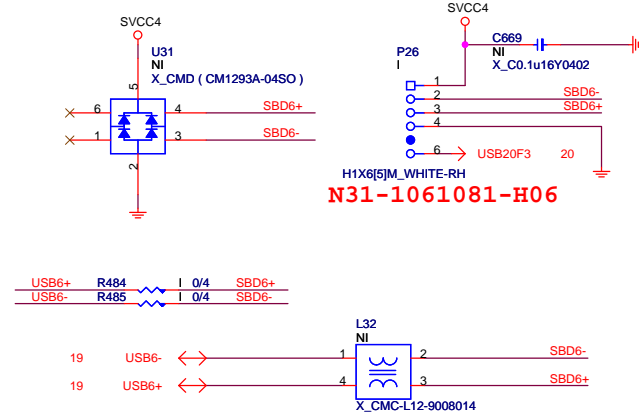 SVCC4
U31
NI
X_CMD ( CM1293A-04SO )
5
6
4
SBD6+
1
3
SBD6-
2
SVCC4
C669
NI
X_C0.1u16Y0402
P26
I
1
2
SBD6-
3
SBD6+
4
6
USB20F3
20
H1X6[5]M_WHITE-RH
N31-1061081-H06
USB6+
R484
I
0/4
SBD6+
USB6-
R485
I
0/4
SBD6-
L32
NI
19
USB6-
1
2
SBD6-
19
USB6+
4
3
SBD6+
X_CMC-L12-9008014